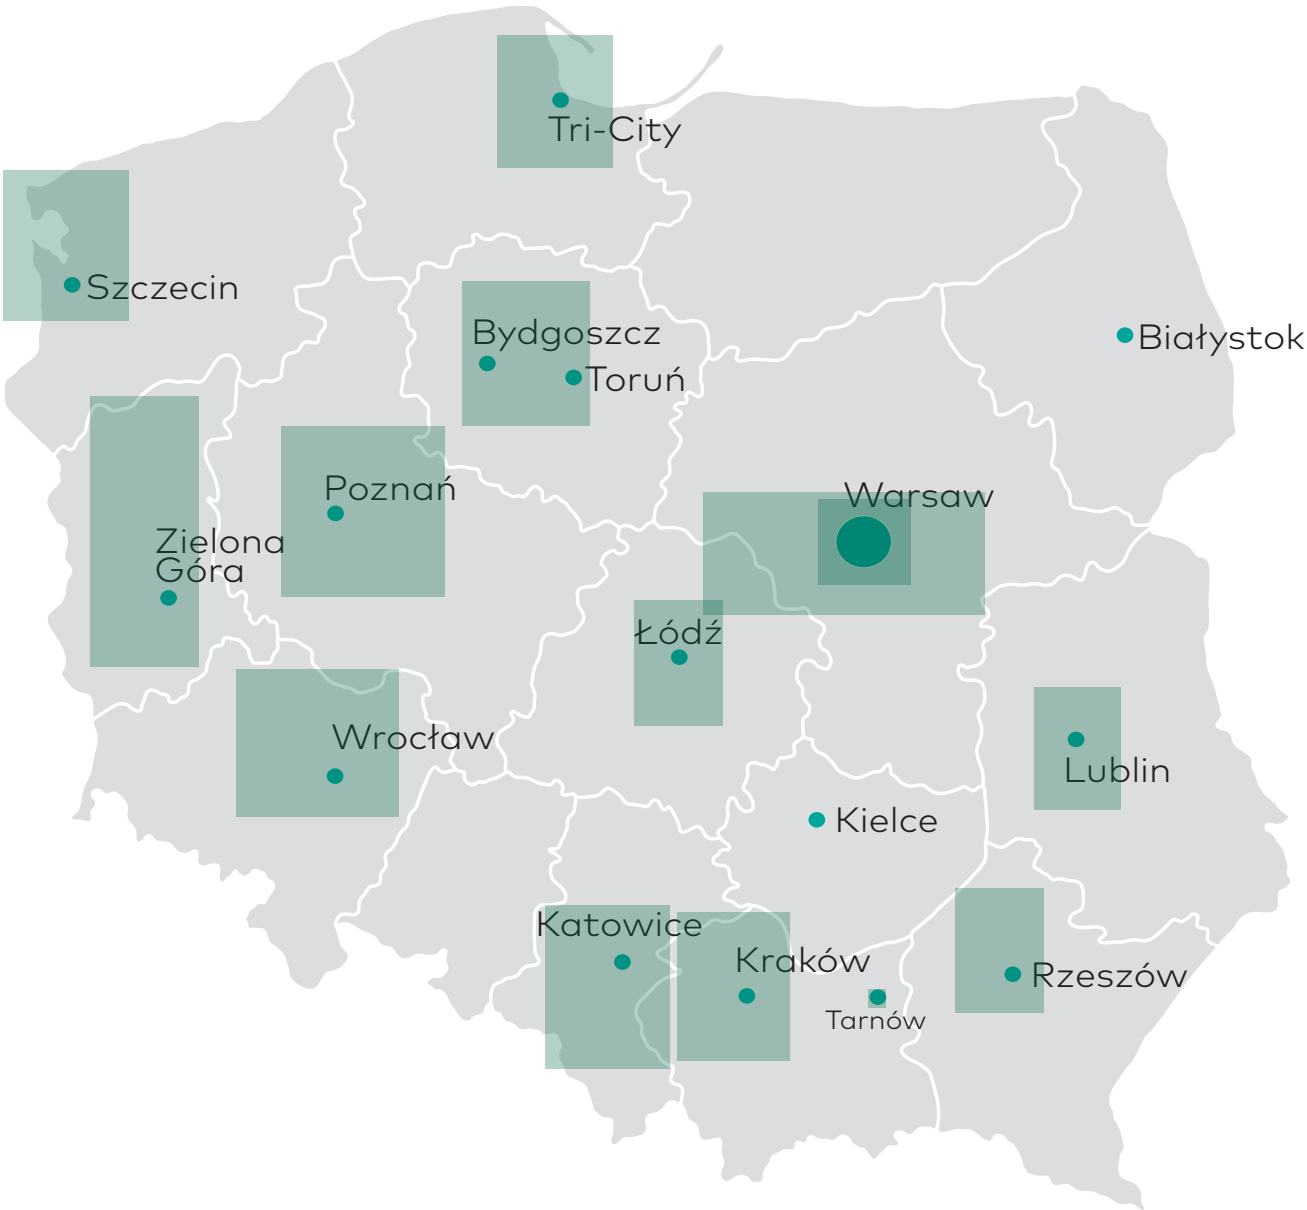 Tri-City
Szczecin
Bydgoszcz
Białystok
Toruń
Poznań
Warsaw
Zielona
Góra
Łódź
Wrocław
Lublin
Kielce
Katowice
Kraków
Rzeszów
Tarnów